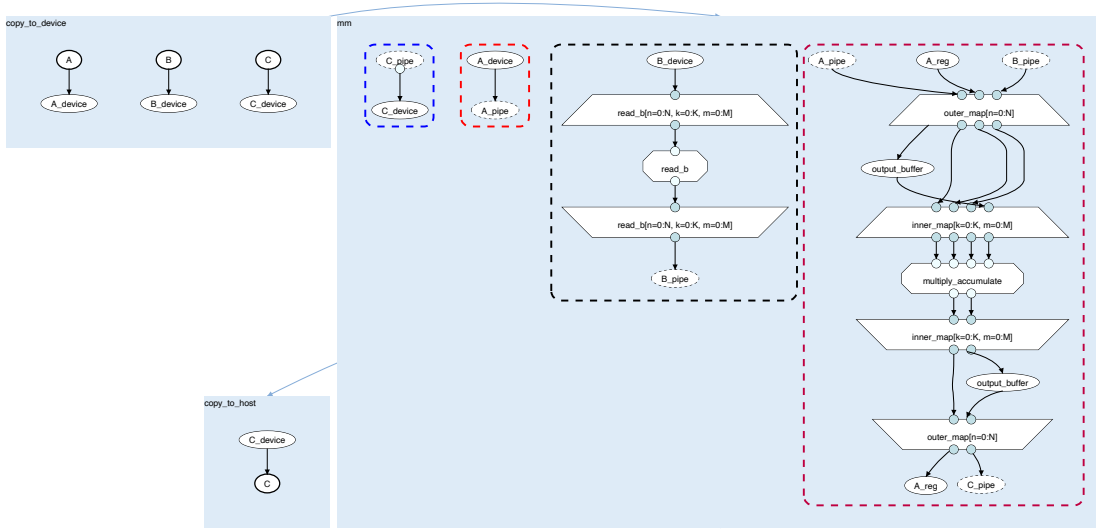 copy_to_device
A
B
C
A_device
B_device
C_device
mm
C_pipe
C_device
A_device
A_pipe
B_device
read_b[n=0:N, k=0:K, m=0:M]
read_b
read_b[n=0:N, k=0:K, m=0:M]
B_pipe
A_pipe
A_reg
B_pipe
outer_map[n=0:N]
output_buffer
inner_map[k=0:K, m=0:M]
multiply_accumulate
inner_map[k=0:K, m=0:M]
output_buffer
outer_map[n=0:N]
A_reg
C_pipe
copy_to_host
C_device
C